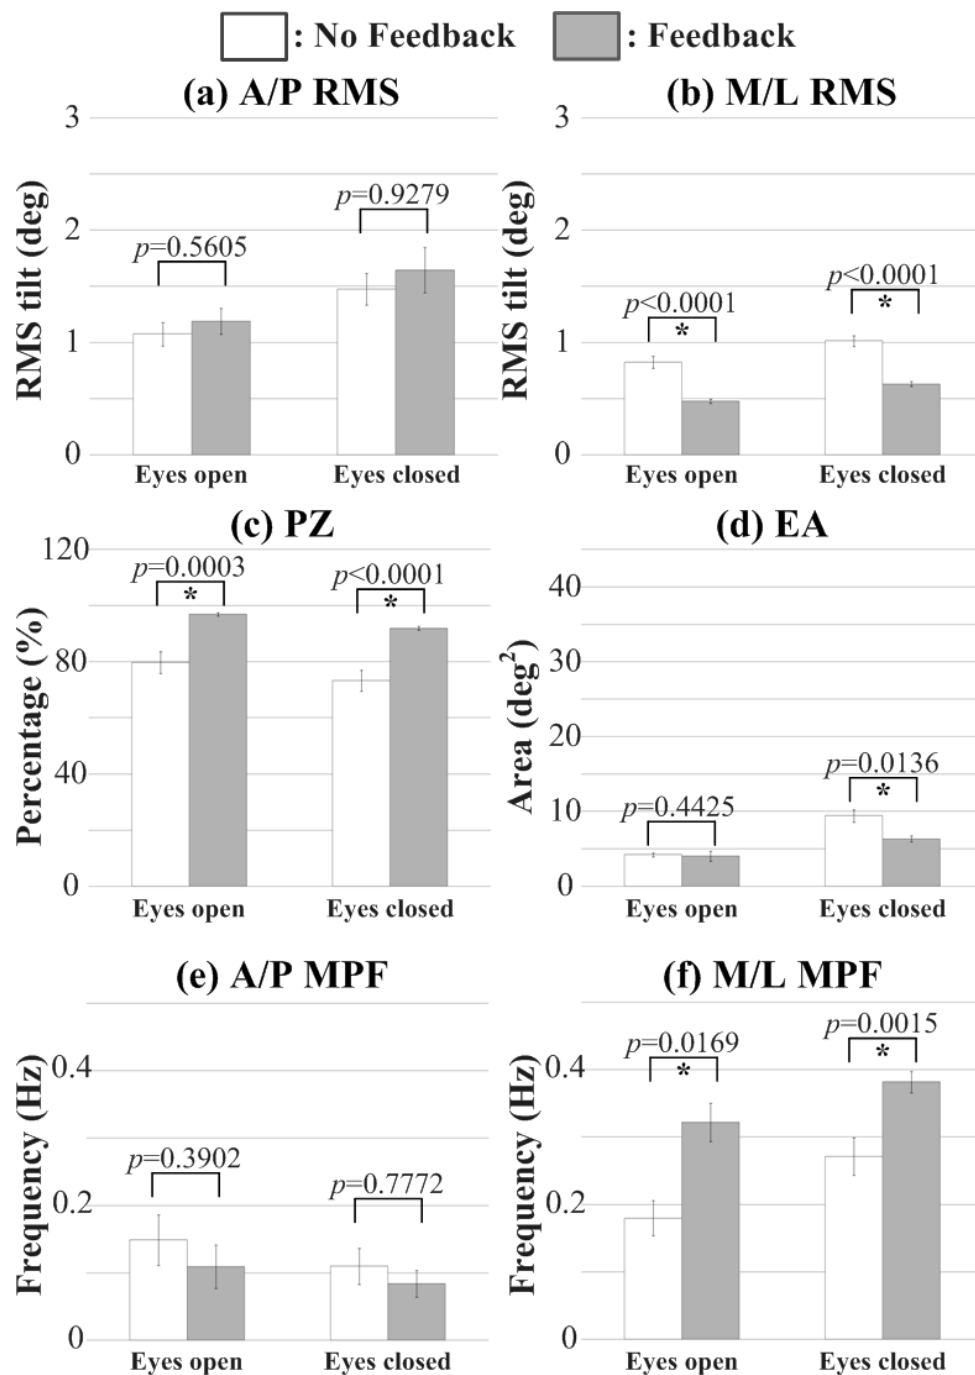 : No Feedback : Feedback
(a) A/P RMS
(b) M/L RMS
3
2
1
0
RMS tilt (deg)
p=0.5605
p=0.9279
Eyes open
Eyes closed
3
2
1
0
RMS tilt (deg)
p<0.0001
*
p<0.0001
*
Eyes open
Eyes closed
(c) PZ
(d) EA
120
80
40
0
Percentage (%)
p=0.0003
*
p<0.0001
*
Eyes open
Eyes closed
40
30
20
10
0
Area (deg²)
p=0.4425
p=0.0136
*
Eyes open
Eyes closed
(e) A/P MPF
(f) M/L MPF
0.4
0.2
0
Frequency (Hz)
p=0.3902
p=0.7772
Eyes open
Eyes closed
0.4
0.2
0
Frequency (Hz)
p=0.0169
*
p=0.0015
*
Eyes open
Eyes closed